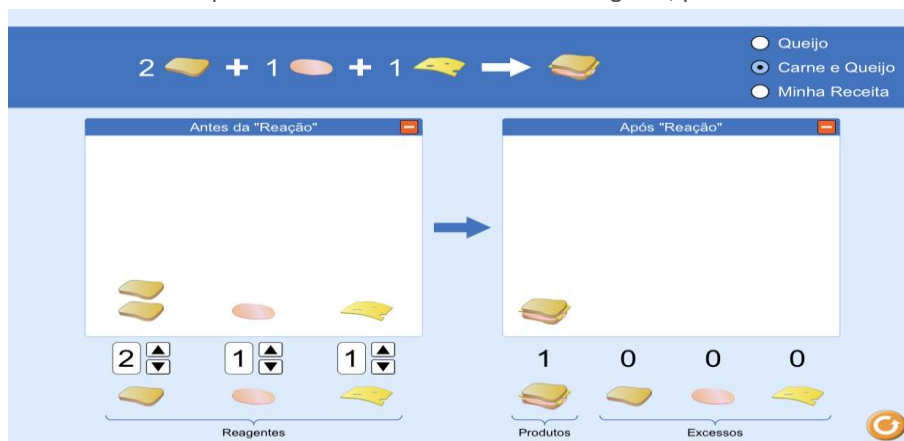 2 + 1 + 1
Queijo
Carne e Queijo
Minha Receita
Antes da "Reação"
Após "Reação"
2 1 1
1 0 0 0
Reagentes
Produtos
Excessos